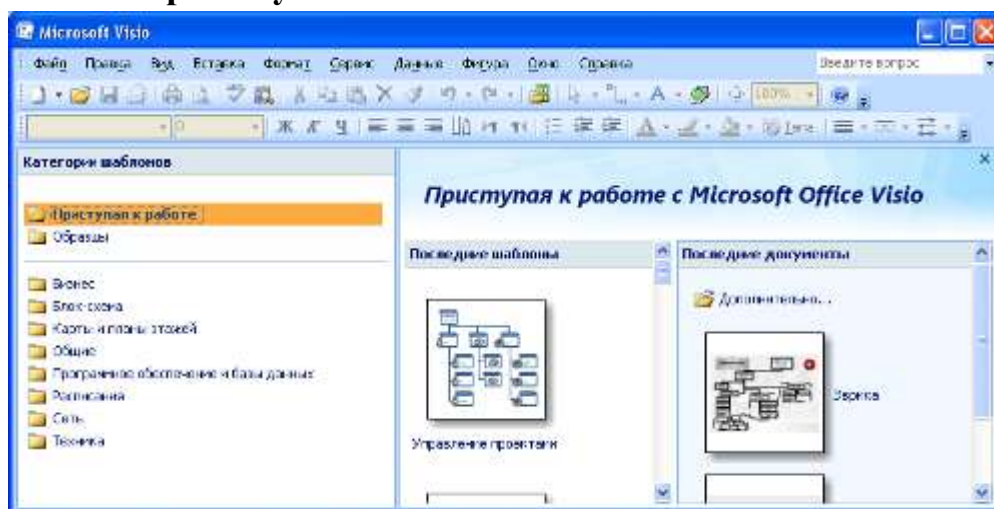 Microsoft Visio
Файл Правка Вид Вставка Формат Сервис Данные Фигура Окно Справка Введите вопрос
100%
Ж К Ч
Категории шаблонов
Приступая к работе
Образцы
Бизнес
Блок-схема
Карты и планы этажей
Общие
Программное обеспечение и базы данных
Расписания
Сеть
Техника
Приступая к работе с Microsoft Office Visio
Последние шаблоны
Управление проектами
Последние документы
Дополнительно...